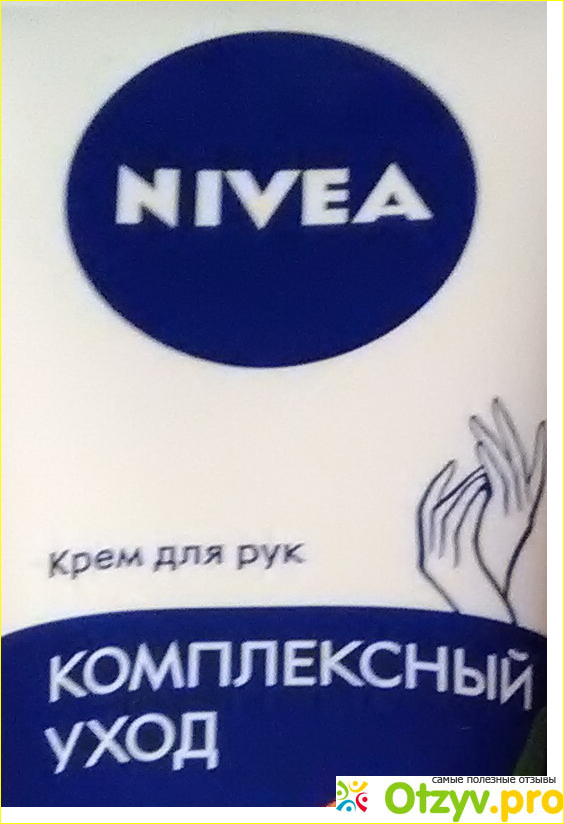 NIVEA
Крем для рук
КОМПЛЕКСНЫЙ
УХОД
самые полезные отзывы
Otzyv.pro